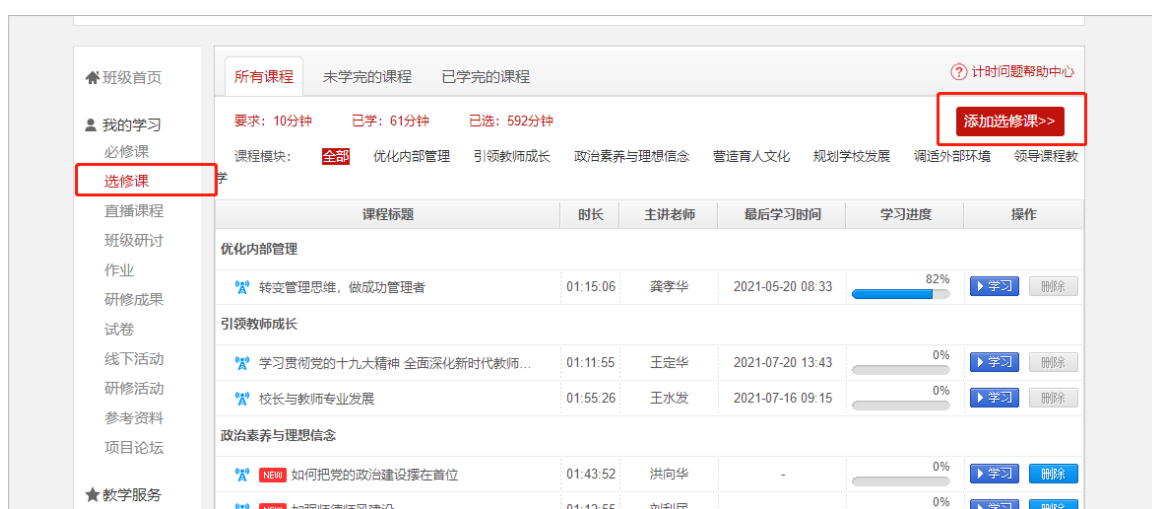 班级首页
所有课程 未学完的课程 已学完的课程
? 计时问题帮助中心
我的学习
必修课
选修课
直播课程
班级研讨
作业
研修成果
试卷
线下活动
研修活动
参考资料
项目论坛
教学服务
要求: 10分钟 已学: 61分钟 已选: 592分钟
添加选修课>>
课程模块: 全部 优化内部管理 引领教师成长 政治素养与理想信念 营造育人文化 规划学校发展 调适外部环境 领导课程教
学
课程标题 时长 主讲老师 最后学习时间 学习进度 操作
优化内部管理
转变管理思维，做成功管理者 01:15:06 龚孝华 2021-05-20 08:33 82% 学习 删除
引领教师成长
学习贯彻党的十九大精神 全面深化新时代教师... 01:11:55 王定华 2021-07-20 13:43 0% 学习 删除
校长与教师专业发展 01:55:26 王水发 2021-07-16 09:15 0% 学习 删除
政治素养与理想信念
NEW 如何把党的政治建设摆在首位 01:43:52 洪向华 - 0% 学习 删除
0%